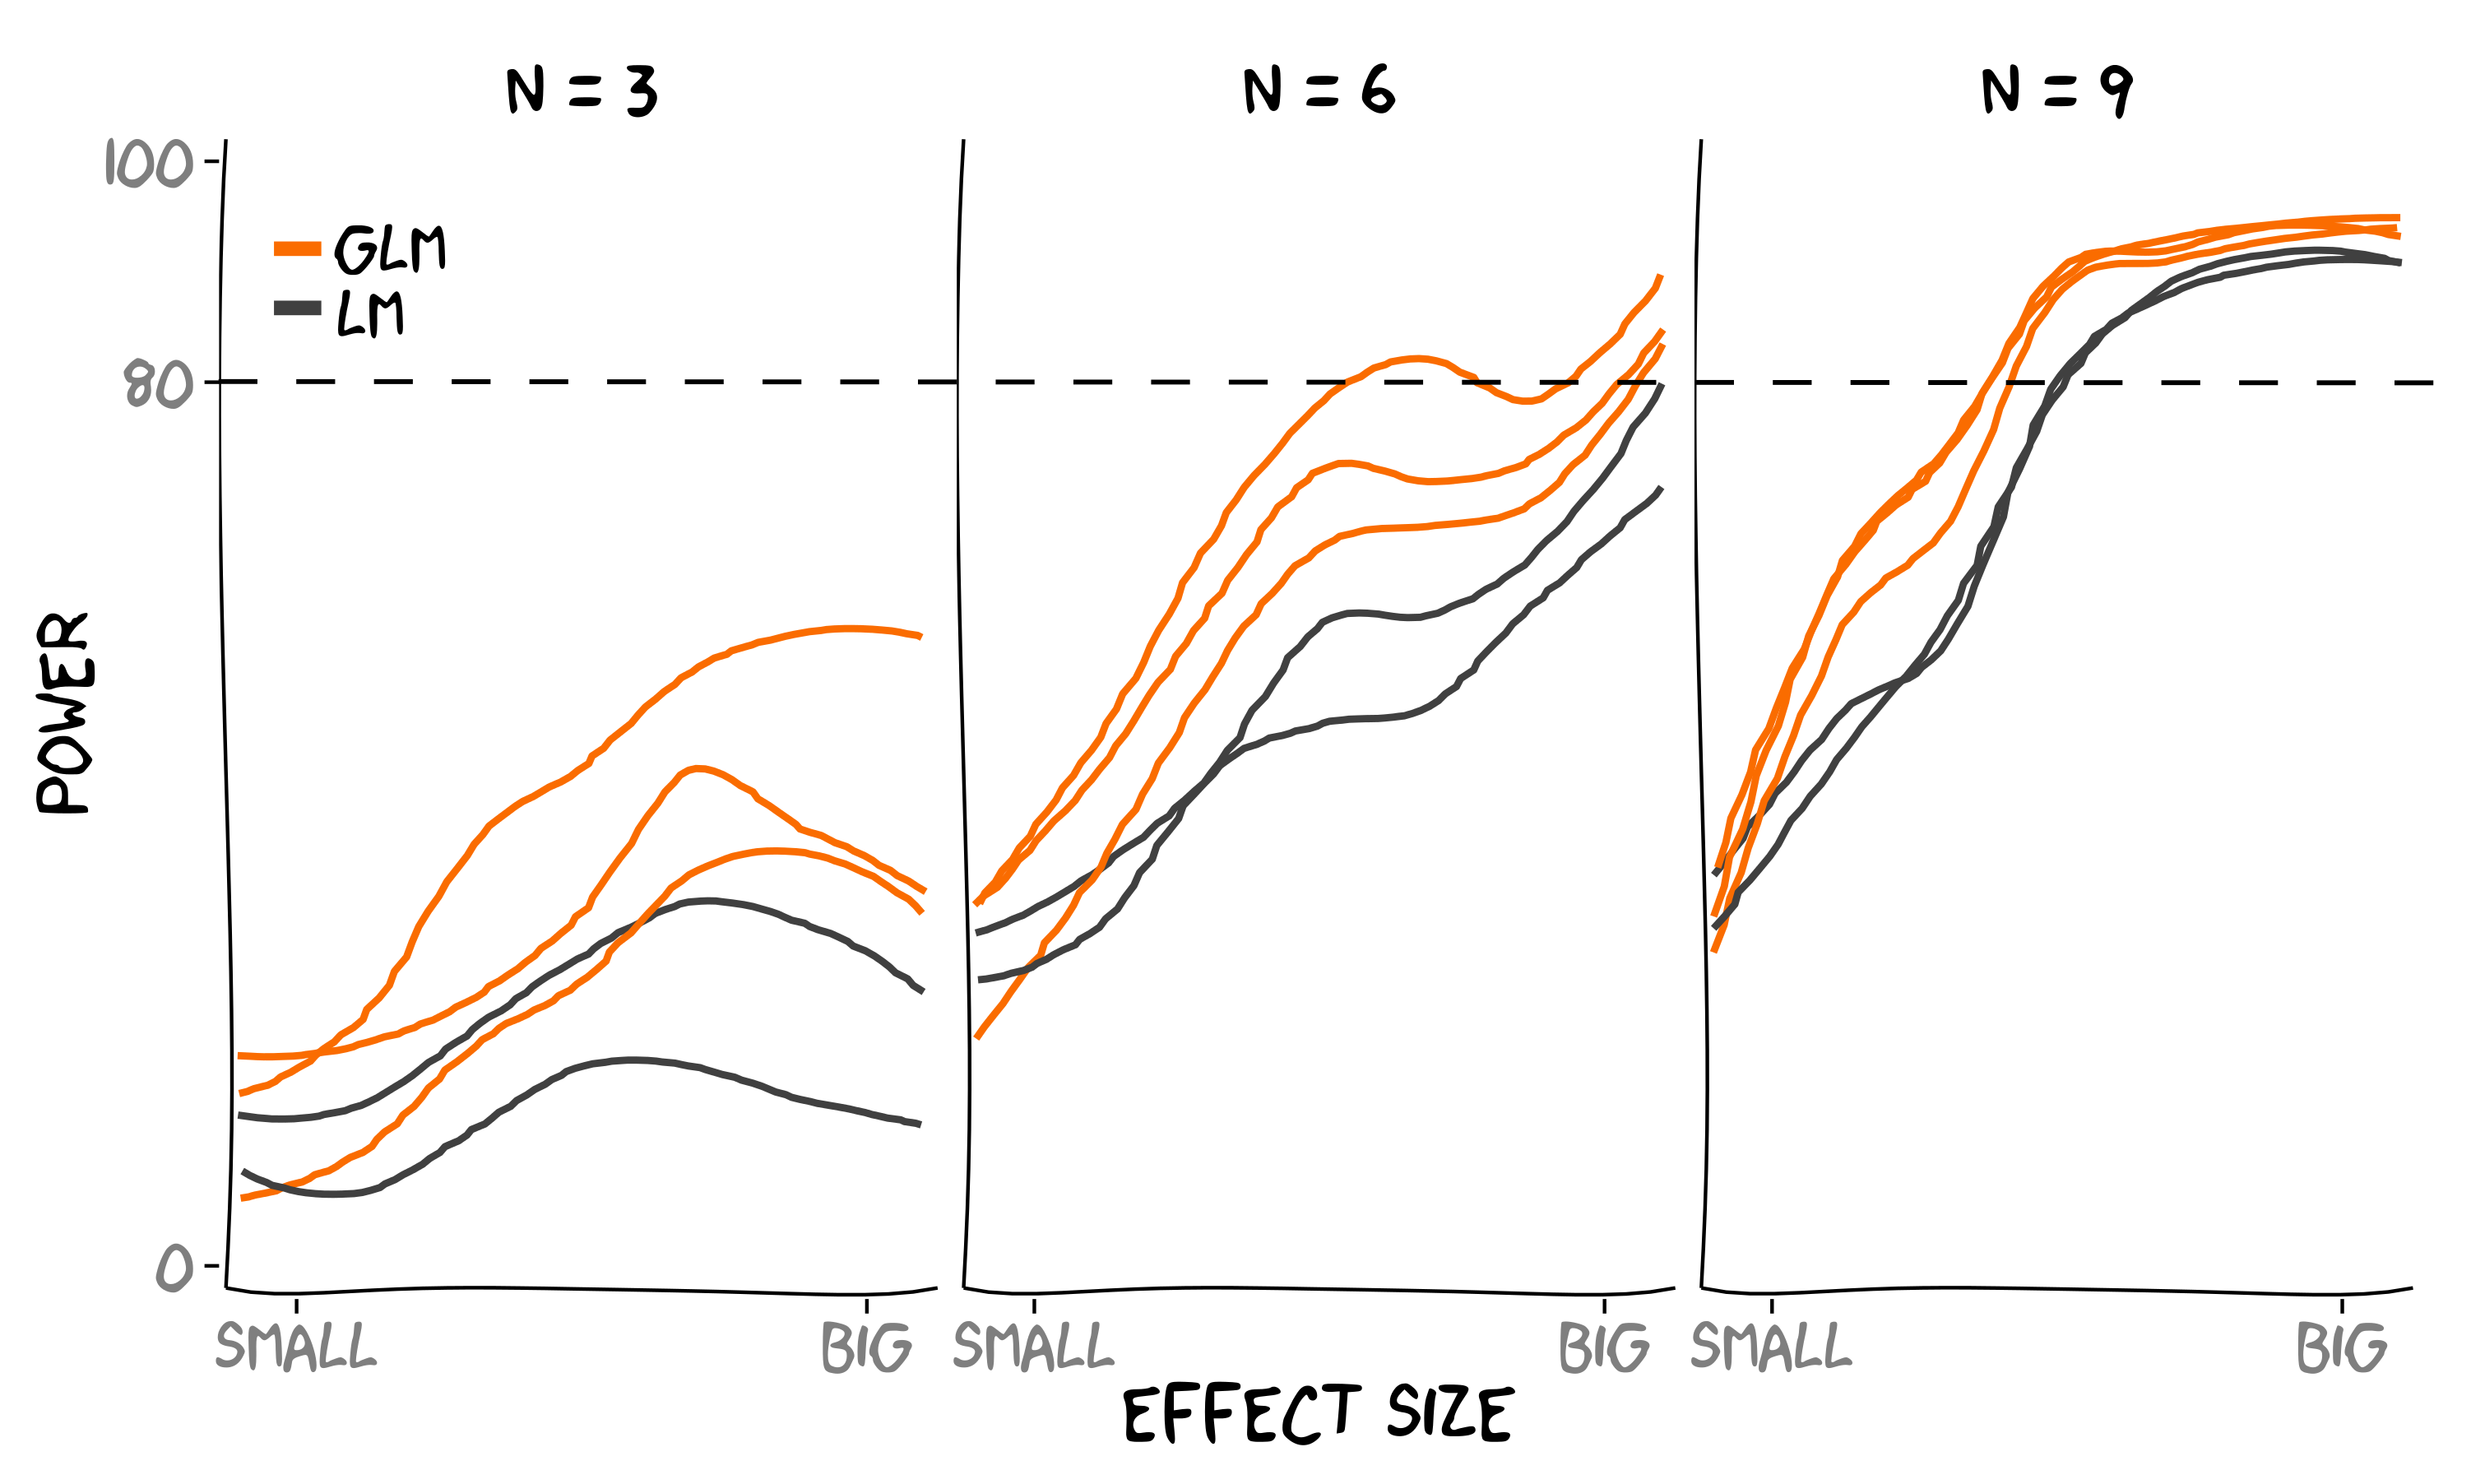 N = 3
N = 6
N = 9
100
80
0
GLM
LM
POWER
SMALL
BIG
SMALL
BIG
SMALL
BIG
EFFECT SIZE